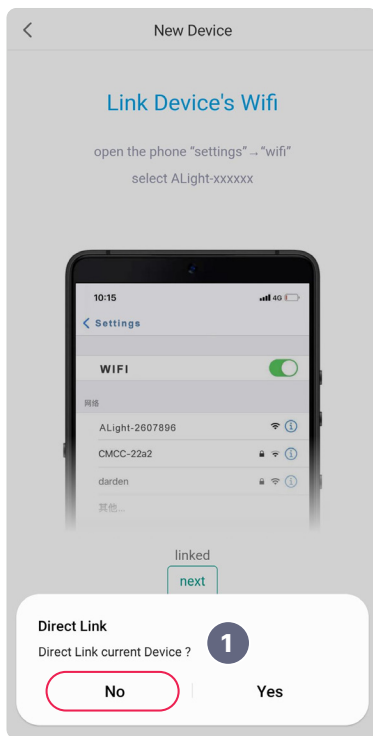 New Device
Link Device's Wifi
open the phone “settings”→“wifi”
select ALight-xxxxxx
10:15
4G
Settings
WIFI
网络
ALight-2607896
CMCC-22a2
darden
其他...
linked
next
Direct Link
Direct Link current Device ?
1
No
Yes